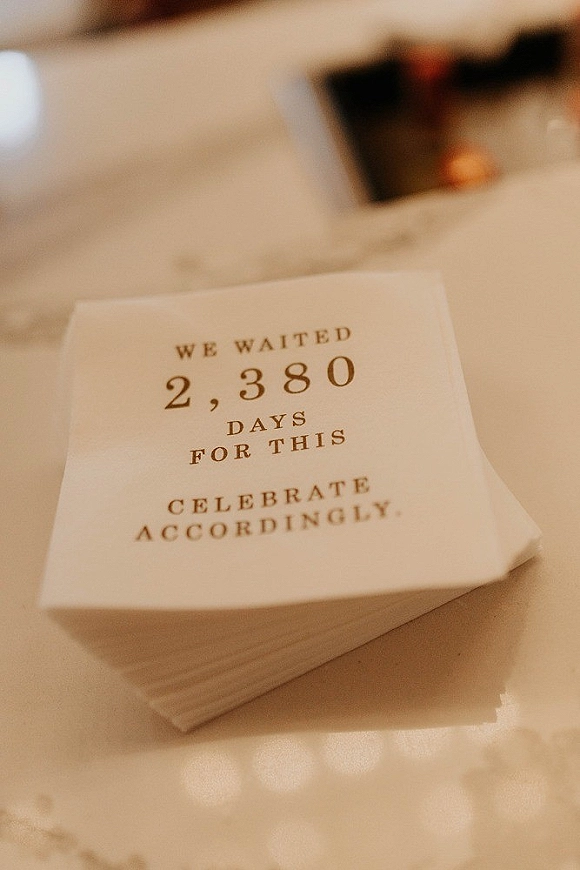 WE WAITED
2,380
DAYS
FOR THIS
CELEBRATE
ACCORDINGLY.